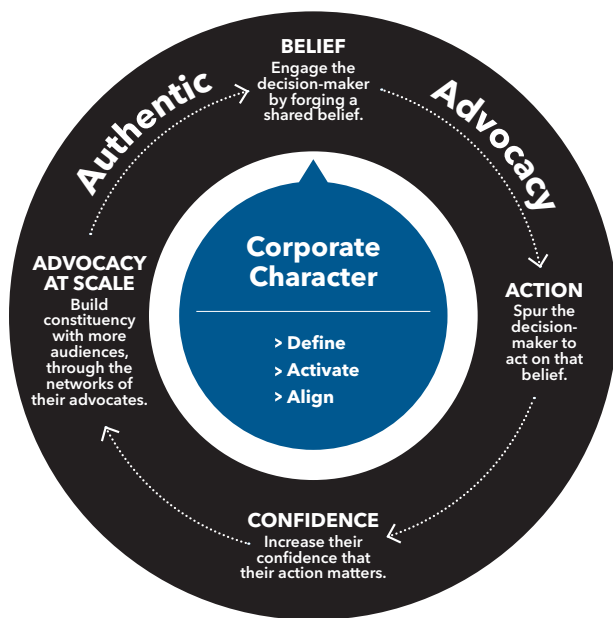 Authentic
Advocacy
BELIEF
Engage the
decision-maker
by forging a
shared belief.
ACTION
Spur the
decision-
maker to
act on that
belief.
CONFIDENCE
Increase their
confidence that
their action matters.
ADVOCACY
AT SCALE
Build
constituency
with more
audiences,
through the
networks of
their advocates.
Corporate
Character
> Define
> Activate
> Align